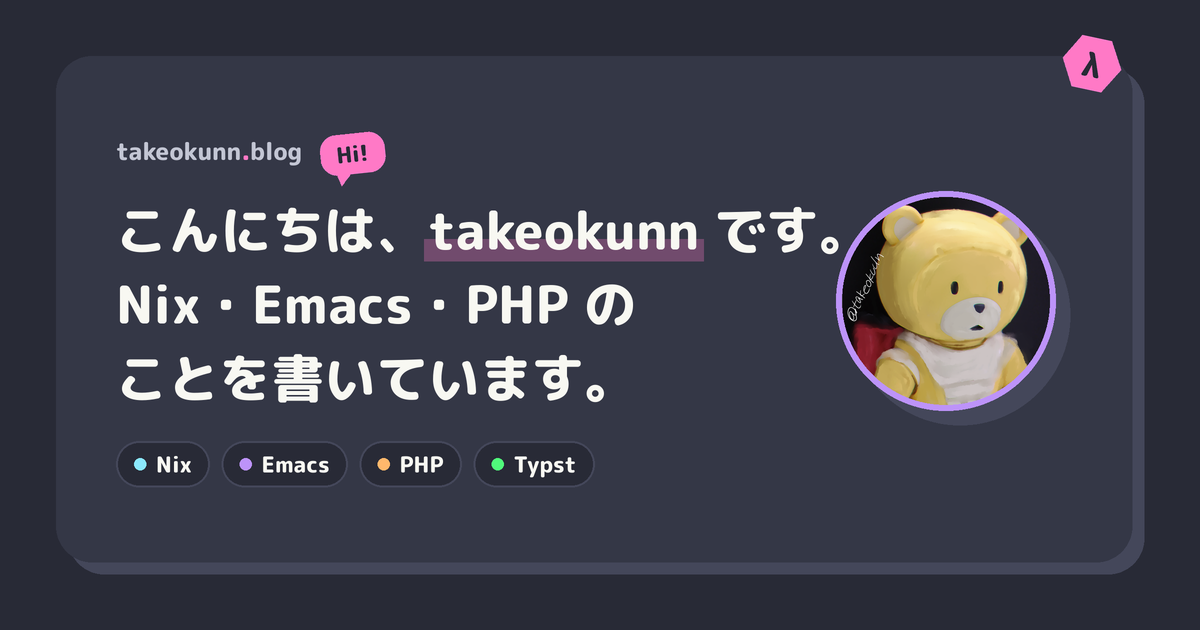 takeokunn.blog
Hi!
こんにちは、takeokunn です。
Nix・Emacs・PHP の
ことを書いています。
Nix
Emacs
PHP
Typst
@takeokunn
λ